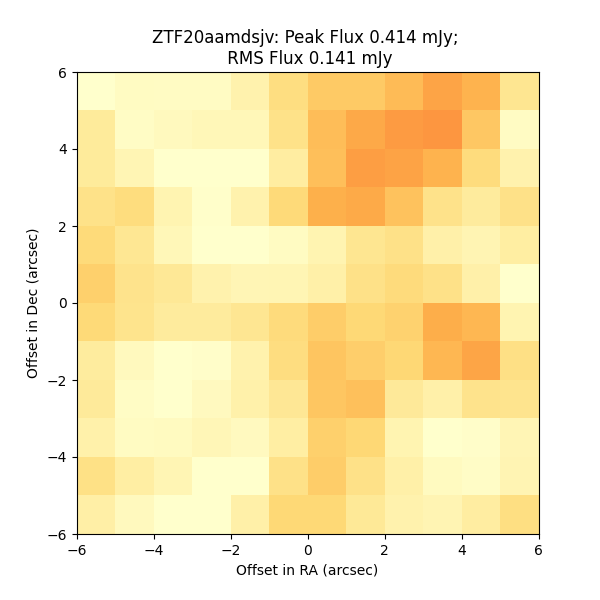 ZTF20aamdsjv: Peak Flux 0.414 mJy;
RMS Flux 0.141 mJy
6
4
2
0
−2
−4
−6
Offset in Dec (arcsec)
−6 −4 −2 0 2 4 6
Offset in RA (arcsec)